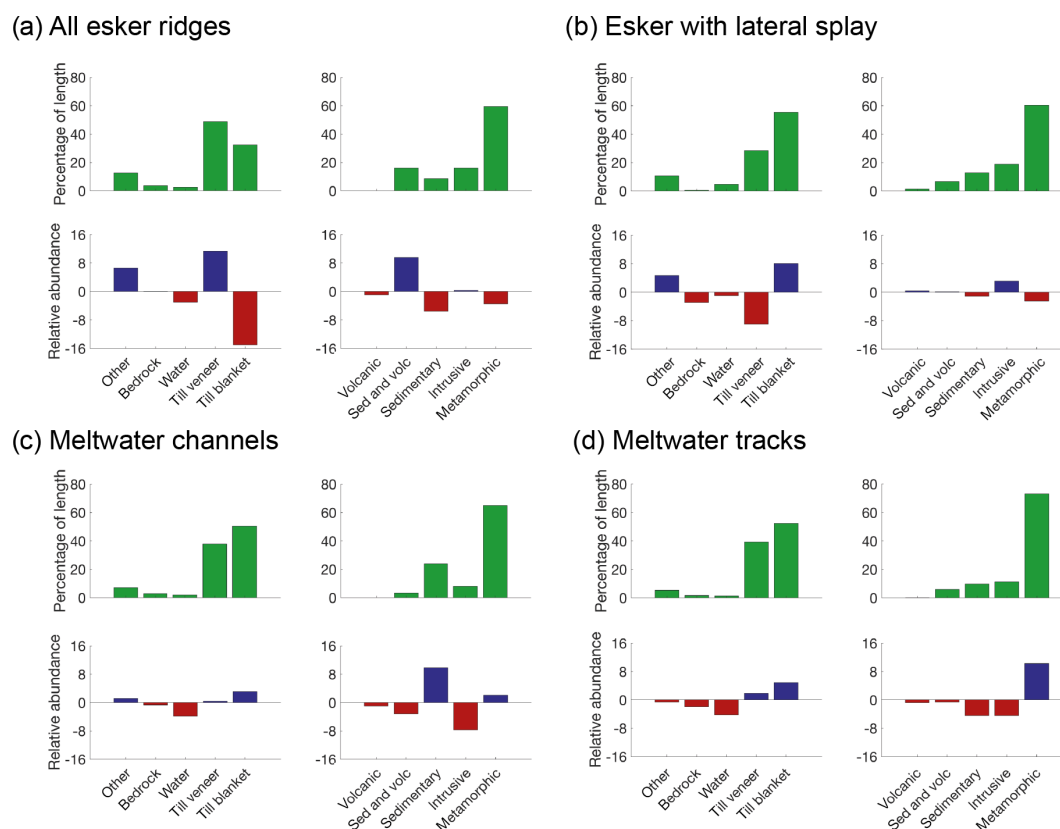 (a) All esker ridges
Percentage of length
80
60
40
20
0
80
60
40
20
0
Relative abundance
16
8
0
-8
-16
16
8
0
-8
-16
Other
Bedrock
Water
Till veneer
Till blanket
Volcanic
Sed and volc
Sedimentary
Intrusive
Metamorphic
(b) Esker with lateral splay
Percentage of length
80
60
40
20
0
80
60
40
20
0
Relative abundance
16
8
0
-8
-16
16
8
0
-8
-16
Other
Bedrock
Water
Till veneer
Till blanket
Volcanic
Sed and volc
Sedimentary
Intrusive
Metamorphic
(c) Meltwater channels
Percentage of length
80
60
40
20
0
80
60
40
20
0
Relative abundance
16
8
0
-8
-16
16
8
0
-8
-16
Other
Bedrock
Water
Till veneer
Till blanket
Volcanic
Sed and volc
Sedimentary
Intrusive
Metamorphic
(d) Meltwater tracks
Percentage of length
80
60
40
20
0
80
60
40
20
0
Relative abundance
16
8
0
-8
-16
16
8
0
-8
-16
Other
Bedrock
Water
Till veneer
Till blanket
Volcanic
Sed and volc
Sedimentary
Intrusive
Metamorphic